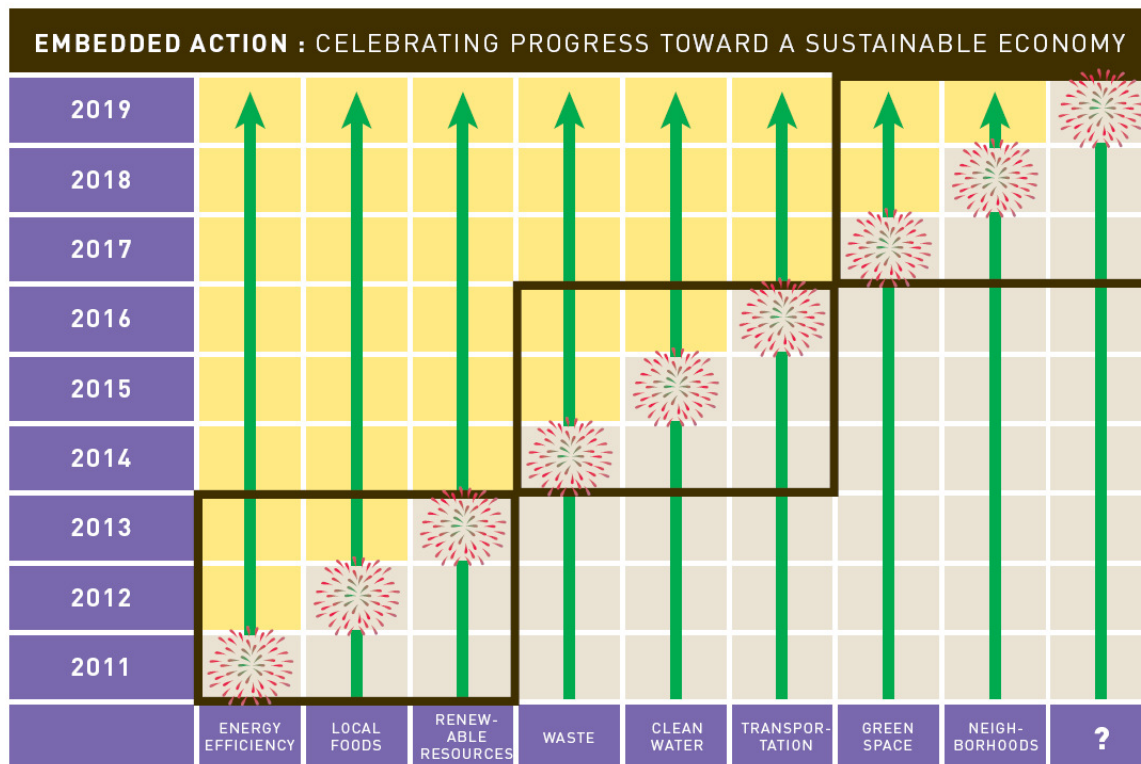 EMBEDDED ACTION : CELEBRATING PROGRESS TOWARD A SUSTAINABLE ECONOMY
2019
2018
2017
2016
2015
2014
2013
2012
2011
ENERGY
EFFICIENCY
LOCAL
FOODS
RENEW-
ABLE
RESOURCES
WASTE
CLEAN
WATER
TRANSPOR-
TATION
GREEN
SPACE
NEIGH-
BORHOODS
?